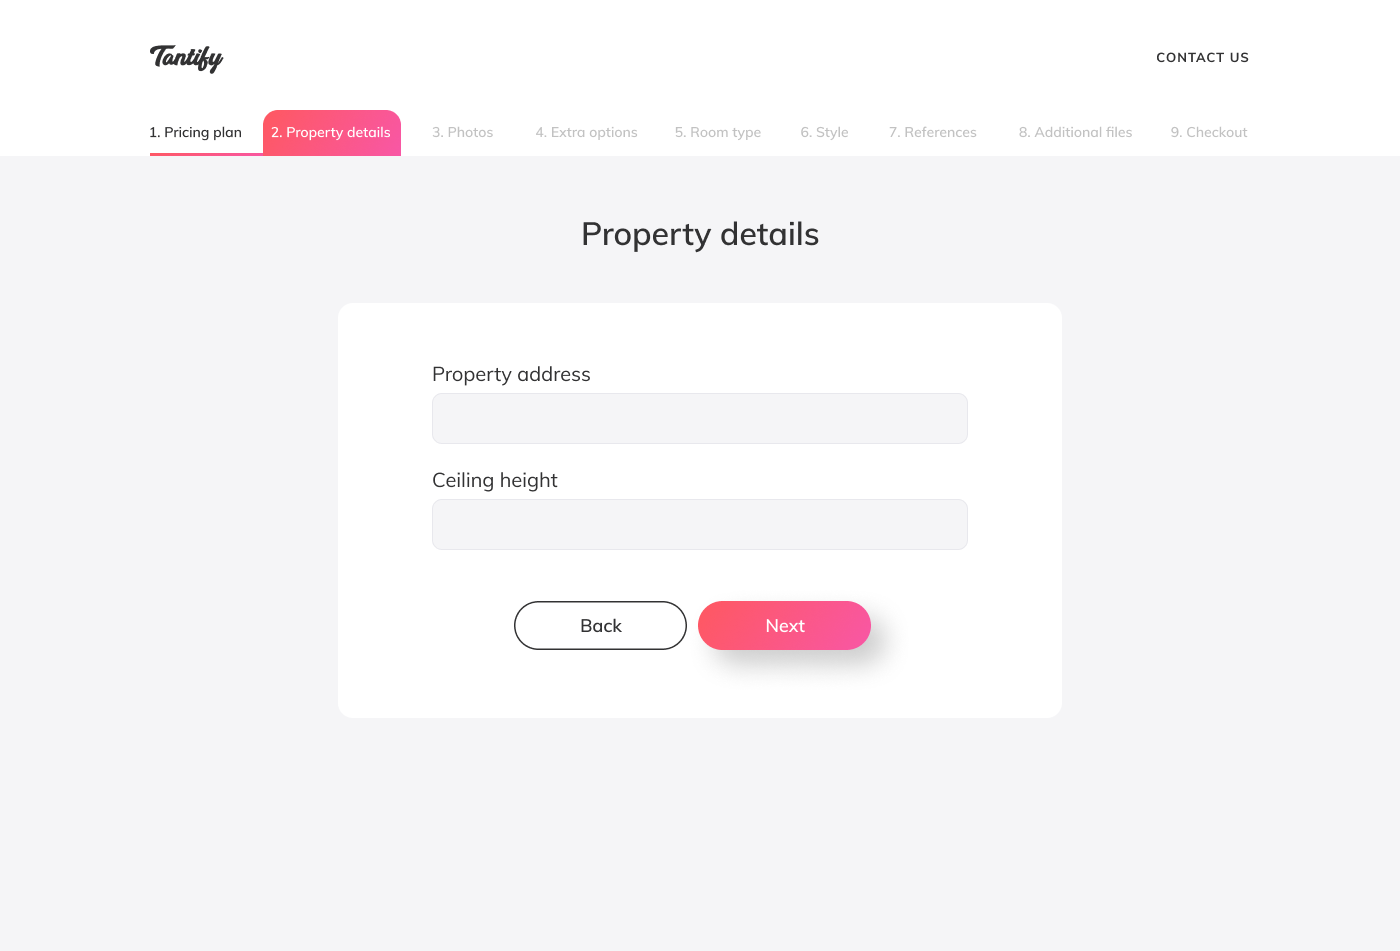 Tantify
CONTACT US
1. Pricing plan 2. Property details 3. Photos 4. Extra options 5. Room type 6. Style 7. References 8. Additional files 9. Checkout
Property details
Property address
Ceiling height
Back Next